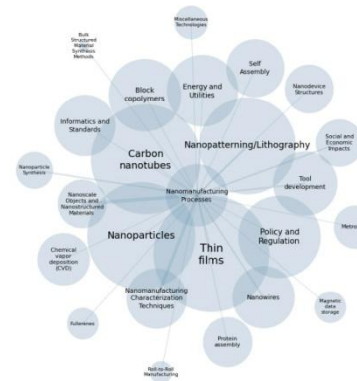 Miscellaneous
Technologies
Bulk
Structured
Material
Synthesis
Methods
Self
Assembly
Block
copolymers
Energy and
Utilities
Nanodevice
Structures
Informatics and
Standards
Nanopatterning/Lithography
Social and
Economic
Impacts
Carbon
nanotubes
Nanoparticle
Synthesis
Tool
development
Nanomanufacturing
Processes
Nanoscale
Objects and
Nanostructured
Materials
Metro
Nanoparticles
Policy and
Regulation
Thin
films
Chemical
vapor
deposition
(CVD)
Nanomanufacturing
Characterization
Techniques
Nanowires
Magnetic
data
storage
Fullerenes
Protein
assembly
Roll-to-Roll
Manufacturing